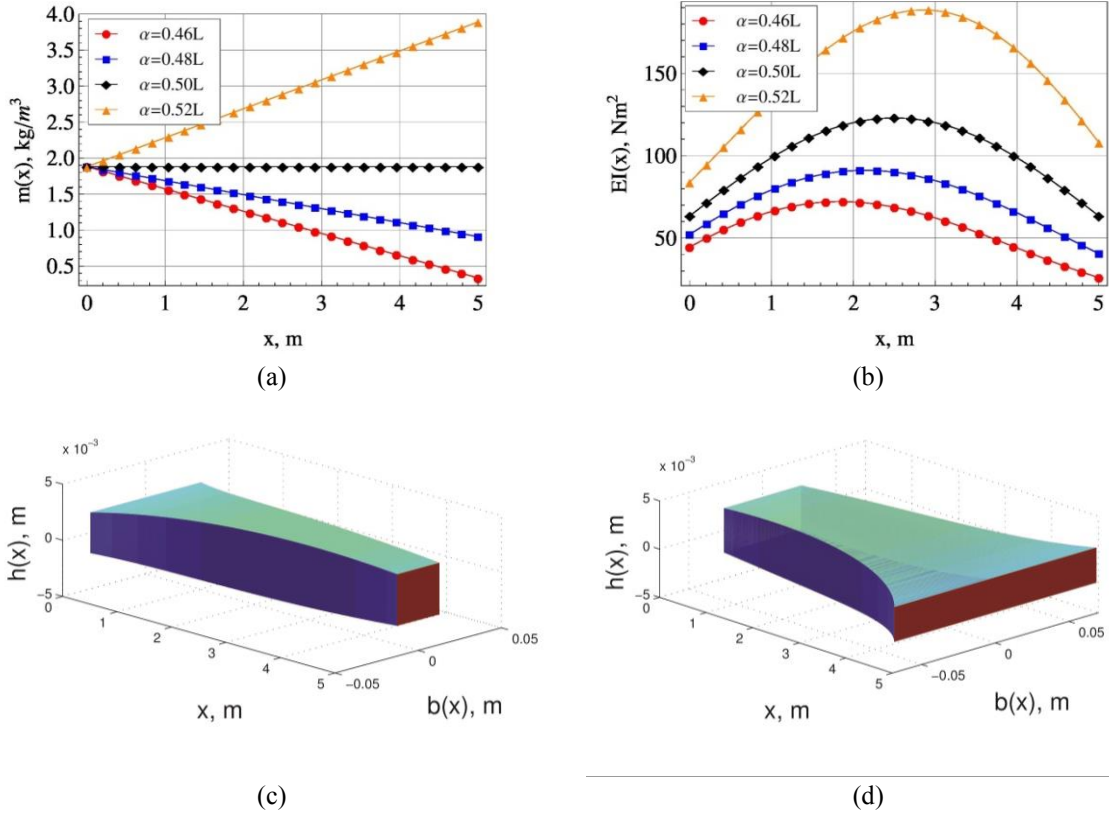 4.0
3.5
3.0
2.5
2.0
1.5
1.0
0.5
m(x), kg/m³
α=0.46L
α=0.48L
α=0.50L
α=0.52L
0 1 2 3 4 5
x, m
(a)
150
100
50
EI(x), Nm²
α=0.46L
α=0.48L
α=0.50L
α=0.52L
0 1 2 3 4 5
x, m
(b)
x 10⁻³
5
0
−5
h(x), m
0
1
2
3
4
5
x, m
−0.05
0
0.05
b(x), m
(c)
x 10⁻³
5
0
−5
h(x), m
0
1
2
3
4
5
x, m
−0.05
0
0.05
b(x), m
(d)